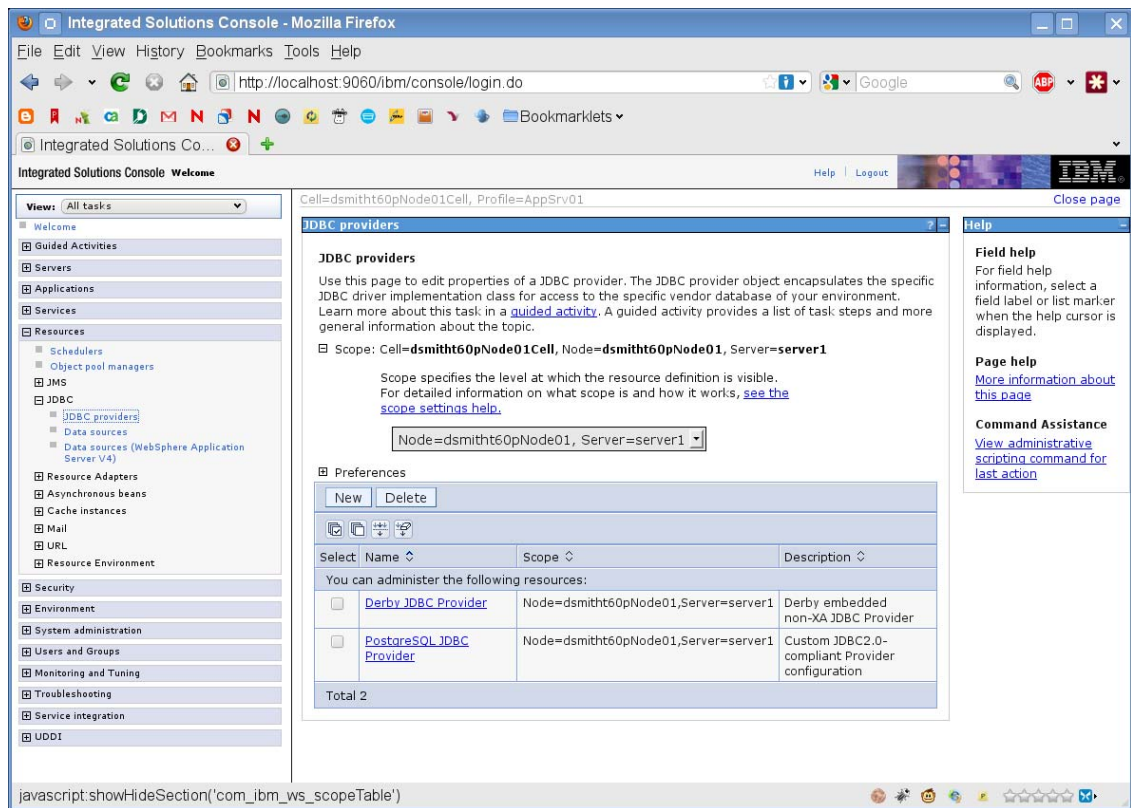 Integrated Solutions Console - Mozilla Firefox
File Edit View History Bookmarks Tools Help
http://localhost:9060/ibm/console/login.do
Google
ABP
Bookmarklets
Integrated Solutions Co...
Integrated Solutions Console Welcome
Help | Logout
IBM.
View: All tasks
Welcome
Guided Activities
Servers
Applications
Services
Resources
Schedulers
Object pool managers
JMS
JDBC
JDBC providers
Data sources
Data sources (WebSphere Application
Server V4)
Resource Adapters
Asynchronous beans
Cache instances
Mail
URL
Resource Environment
Security
Environment
System administration
Users and Groups
Monitoring and Tuning
Troubleshooting
Service integration
UDDI
Cell=dsmitht60pNode01Cell, Profile=AppSrv01
Close page
JDBC providers
? -
JDBC providers
Use this page to edit properties of a JDBC provider. The JDBC provider object encapsulates the specific
JDBC driver implementation class for access to the specific vendor database of your environment.
Learn more about this task in a guided activity. A guided activity provides a list of task steps and more
general information about the topic.
Scope: Cell=dsmitht60pNode01Cell, Node=dsmitht60pNode01, Server=server1
Scope specifies the level at which the resource definition is visible.
For detailed information on what scope is and how it works, see the
scope settings help.
Node=dsmitht60pNode01, Server=server1
Preferences
New Delete
Select Name Scope Description
You can administer the following resources:
Derby JDBC Provider Node=dsmitht60pNode01,Server=server1 Derby embedded
non-XA JDBC Provider
PostgreSQL JDBC Node=dsmitht60pNode01,Server=server1 Custom JDBC2.0-
Provider compliant Provider
configuration
Total 2
Help
Field help
For field help
information, select a
field label or list marker
when the help cursor is
displayed.
Page help
More information about
this page
Command Assistance
View administrative
scripting command for
last action
javascript:showHideSection('com_ibm_ws_scopeTable')